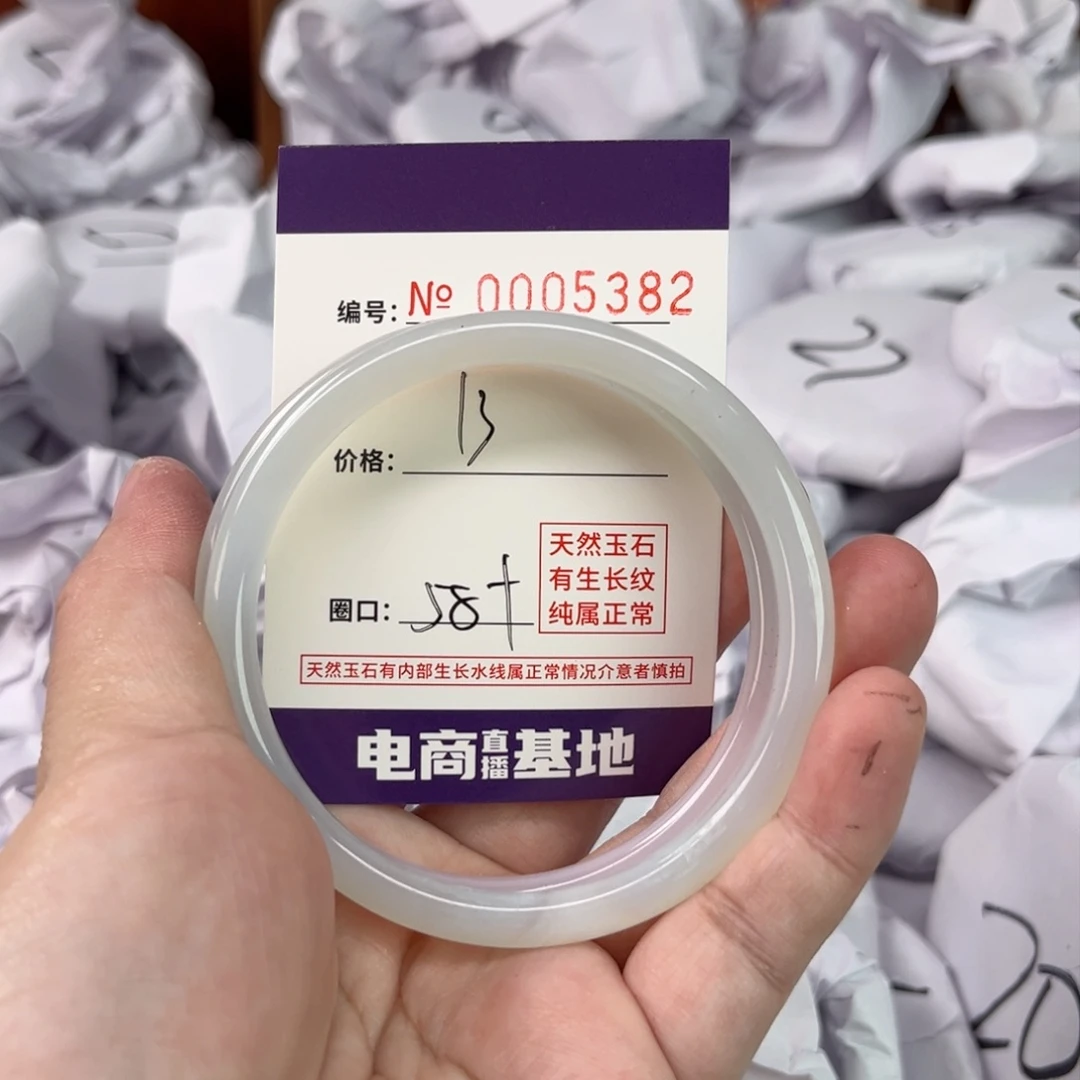 编号: № 0005382
价格: 13
圈口: 58+
天然玉石
有生长纹
纯属正常
天然玉石有内部生长水线属正常情况介意者慎拍
电商直播基地
22
20